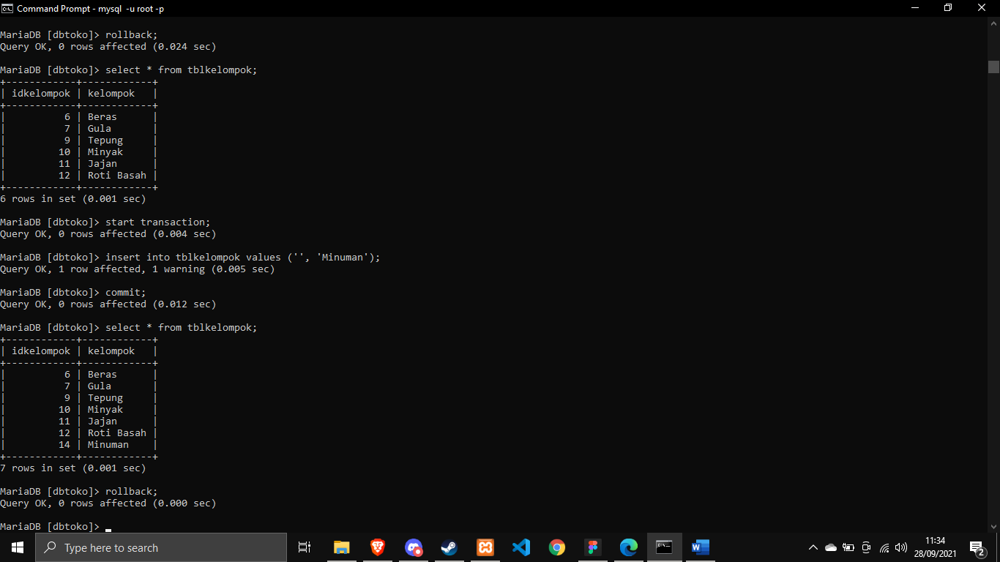 Command Prompt - mysql  -u root -p
MariaDB [dbtoko]> rollback;
Query OK, 0 rows affected (0.024 sec)
MariaDB [dbtoko]> select * from tblkelompok;
+------------+------------+
| idkelompok | kelompok   |
+------------+------------+
|          6 | Beras      |
|          7 | Gula       |
|          9 | Tepung     |
|         10 | Minyak     |
|         11 | Jajan      |
|         12 | Roti Basah |
+------------+------------+
6 rows in set (0.001 sec)
MariaDB [dbtoko]> start transaction;
Query OK, 0 rows affected (0.004 sec)
MariaDB [dbtoko]> insert into tblkelompok values ('', 'Minuman');
Query OK, 1 row affected, 1 warning (0.005 sec)
MariaDB [dbtoko]> commit;
Query OK, 0 rows affected (0.012 sec)
MariaDB [dbtoko]> select * from tblkelompok;
+------------+------------+
| idkelompok | kelompok   |
+------------+------------+
|          6 | Beras      |
|          7 | Gula       |
|          9 | Tepung     |
|         10 | Minyak     |
|         11 | Jajan      |
|         12 | Roti Basah |
|         14 | Minuman    |
+------------+------------+
7 rows in set (0.001 sec)
MariaDB [dbtoko]> rollback;
Query OK, 0 rows affected (0.000 sec)
MariaDB [dbtoko]>
Type here to search
11:34
28/09/2021
2